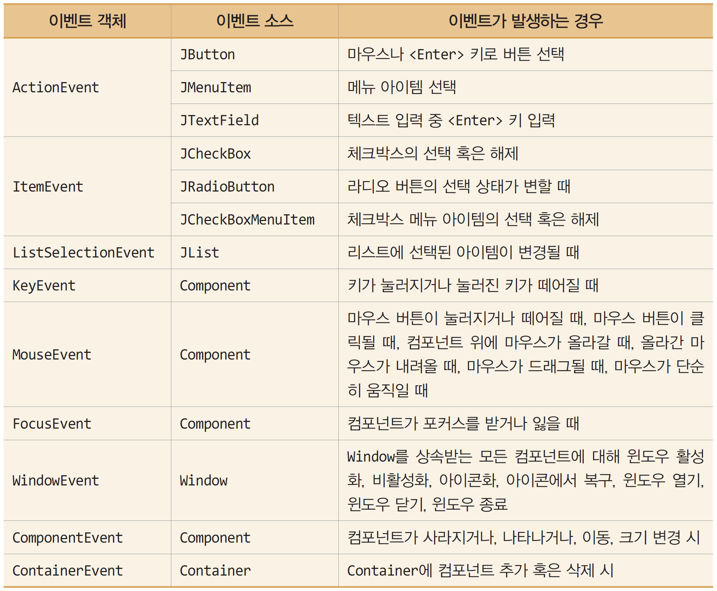 이벤트 객체 이벤트 소스 이벤트가 발생하는 경우
ActionEvent
JButton 마우스나 <Enter> 키로 버튼 선택
JMenuItem 메뉴 아이템 선택
JTextField 텍스트 입력 중 <Enter> 키 입력
ItemEvent
JCheckBox 체크박스의 선택 혹은 해제
JRadioButton 라디오 버튼의 선택 상태가 변할 때
JCheckBoxMenuItem 체크박스 메뉴 아이템의 선택 혹은 해제
ListSelectionEvent JList 리스트에 선택된 아이템이 변경될 때
KeyEvent Component 키가 눌러지거나 눌러진 키가 떼어질 때
MouseEvent Component
마우스 버튼이 눌러지거나 떼어질 때, 마우스 버튼이 클
릭될 때, 컴포넌트 위에 마우스가 올라갈 때, 올라간 마
우스가 내려올 때, 마우스가 드래그될 때, 마우스가 단순
히 움직일 때
FocusEvent Component 컴포넌트가 포커스를 받거나 잃을 때
WindowEvent Window
Window를 상속받는 모든 컴포넌트에 대해 윈도우 활성
화, 비활성화, 아이콘화, 아이콘에서 복구, 윈도우 열기,
윈도우 닫기, 윈도우 종료
ComponentEvent Component 컴포넌트가 사라지거나, 나타나거나, 이동, 크기 변경 시
ContainerEvent Container Container에 컴포넌트 추가 혹은 삭제 시